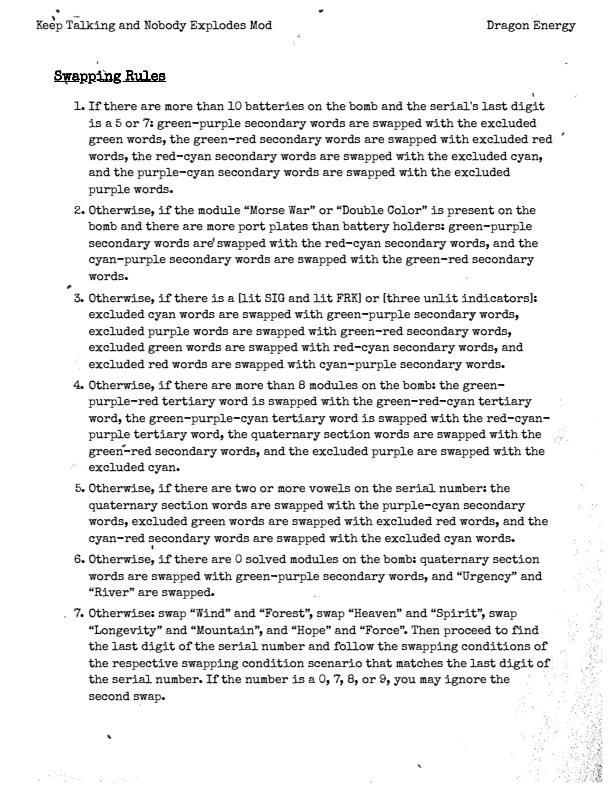 Keep Talking and Nobody Explodes Mod
Dragon Energy
Swapping Rules
1. If there are more than 10 batteries on the bomb and the serial's last digit
is a 5 or 7: green-purple secondary words are swapped with the excluded
green words, the green-red secondary words are swapped with excluded red
words, the red-cyan secondary words are swapped with the excluded cyan,
and the purple-cyan secondary words are swapped with the excluded
purple words.
2. Otherwise, if the module “Morse War” or “Double Color” is present on the
bomb and there are more port plates than battery holders: green-purple
secondary words are swapped with the red-cyan secondary words, and the
cyan-purple secondary words are swapped with the green-red secondary
words.
3. Otherwise, if there is a [lit SIG and lit FRK] or [three unlit indicators]:
excluded cyan words are swapped with green-purple secondary words,
excluded purple words are swapped with green-red secondary words,
excluded green words are swapped with red-cyan secondary words, and
excluded red words are swapped with cyan-purple secondary words.
4. Otherwise, if there are more than 8 modules on the bomb: the green-
purple-red tertiary word is swapped with the green-red-cyan tertiary
word, the green-purple-cyan tertiary word is swapped with the red-cyan-
purple tertiary word, the quaternary section words are swapped with the
green-red secondary words, and the excluded purple are swapped with the
excluded cyan.
5. Otherwise, if there are two or more vowels on the serial number: the
quaternary section words are swapped with the purple-cyan secondary
words, excluded green words are swapped with excluded red words, and the
cyan-red secondary words are swapped with the excluded cyan words.
6. Otherwise, if there are 0 solved modules on the bomb: quaternary section
words are swapped with green-purple secondary words, and “Urgency” and
“River” are swapped.
7. Otherwise: swap “Wind” and “Forest”, swap “Heaven” and “Spirit”, swap
“Longevity” and “Mountain”, and “Hope” and “Force”. Then proceed to find
the last digit of the serial number and follow the swapping conditions of
the respective swapping condition scenario that matches the last digit of
the serial number. If the number is a 0, 7, 8, or 9, you may ignore the
second swap.